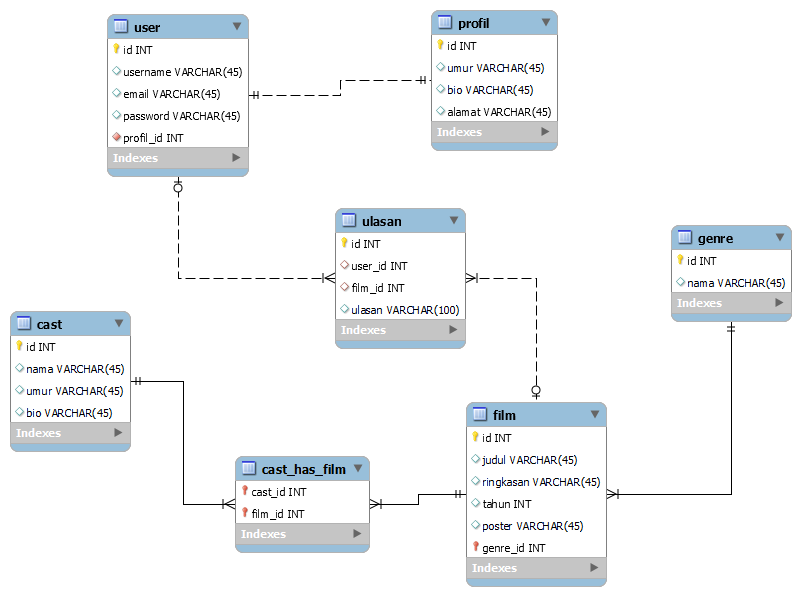 user
id INT
username VARCHAR(45)
email VARCHAR(45)
password VARCHAR(45)
profil_id INT
Indexes
profil
id INT
umur VARCHAR(45)
bio VARCHAR(45)
alamat VARCHAR(45)
Indexes
ulasan
id INT
user_id INT
film_id INT
ulasan VARCHAR(100)
Indexes
genre
id INT
nama VARCHAR(45)
Indexes
cast
id INT
nama VARCHAR(45)
umur VARCHAR(45)
bio VARCHAR(45)
Indexes
cast_has_film
cast_id INT
film_id INT
Indexes
film
id INT
judul VARCHAR(45)
ringkasan VARCHAR(45)
tahun INT
poster VARCHAR(45)
genre_id INT
Indexes